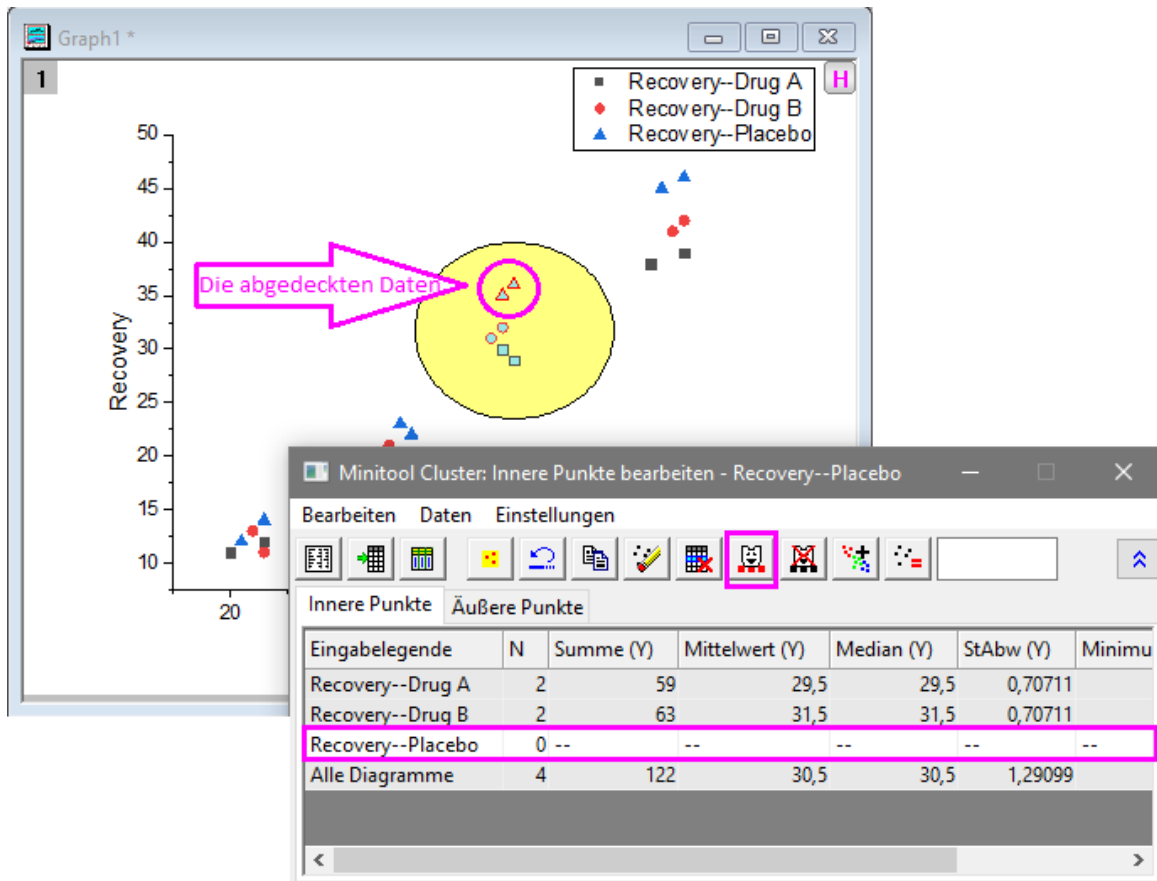 Graph1 *
1
Recovery--Drug A
H
Recovery--Drug B
Recovery--Placebo
50
45
40
Die abgedeckten Daten
35
30
25
20
15
10
Recovery
20
Minitool Cluster: Innere Punkte bearbeiten - Recovery--Placebo
Bearbeiten Daten Einstellungen
Innere Punkte Äußere Punkte
Eingabelegende N Summe (Y) Mittelwert (Y) Median (Y) StAbw (Y) Minimu
Recovery--Drug A 2 59 29,5 29,5 0,70711
Recovery--Drug B 2 63 31,5 31,5 0,70711
Recovery--Placebo 0 -- -- -- -- --
Alle Diagramme 4 122 30,5 30,5 1,29099